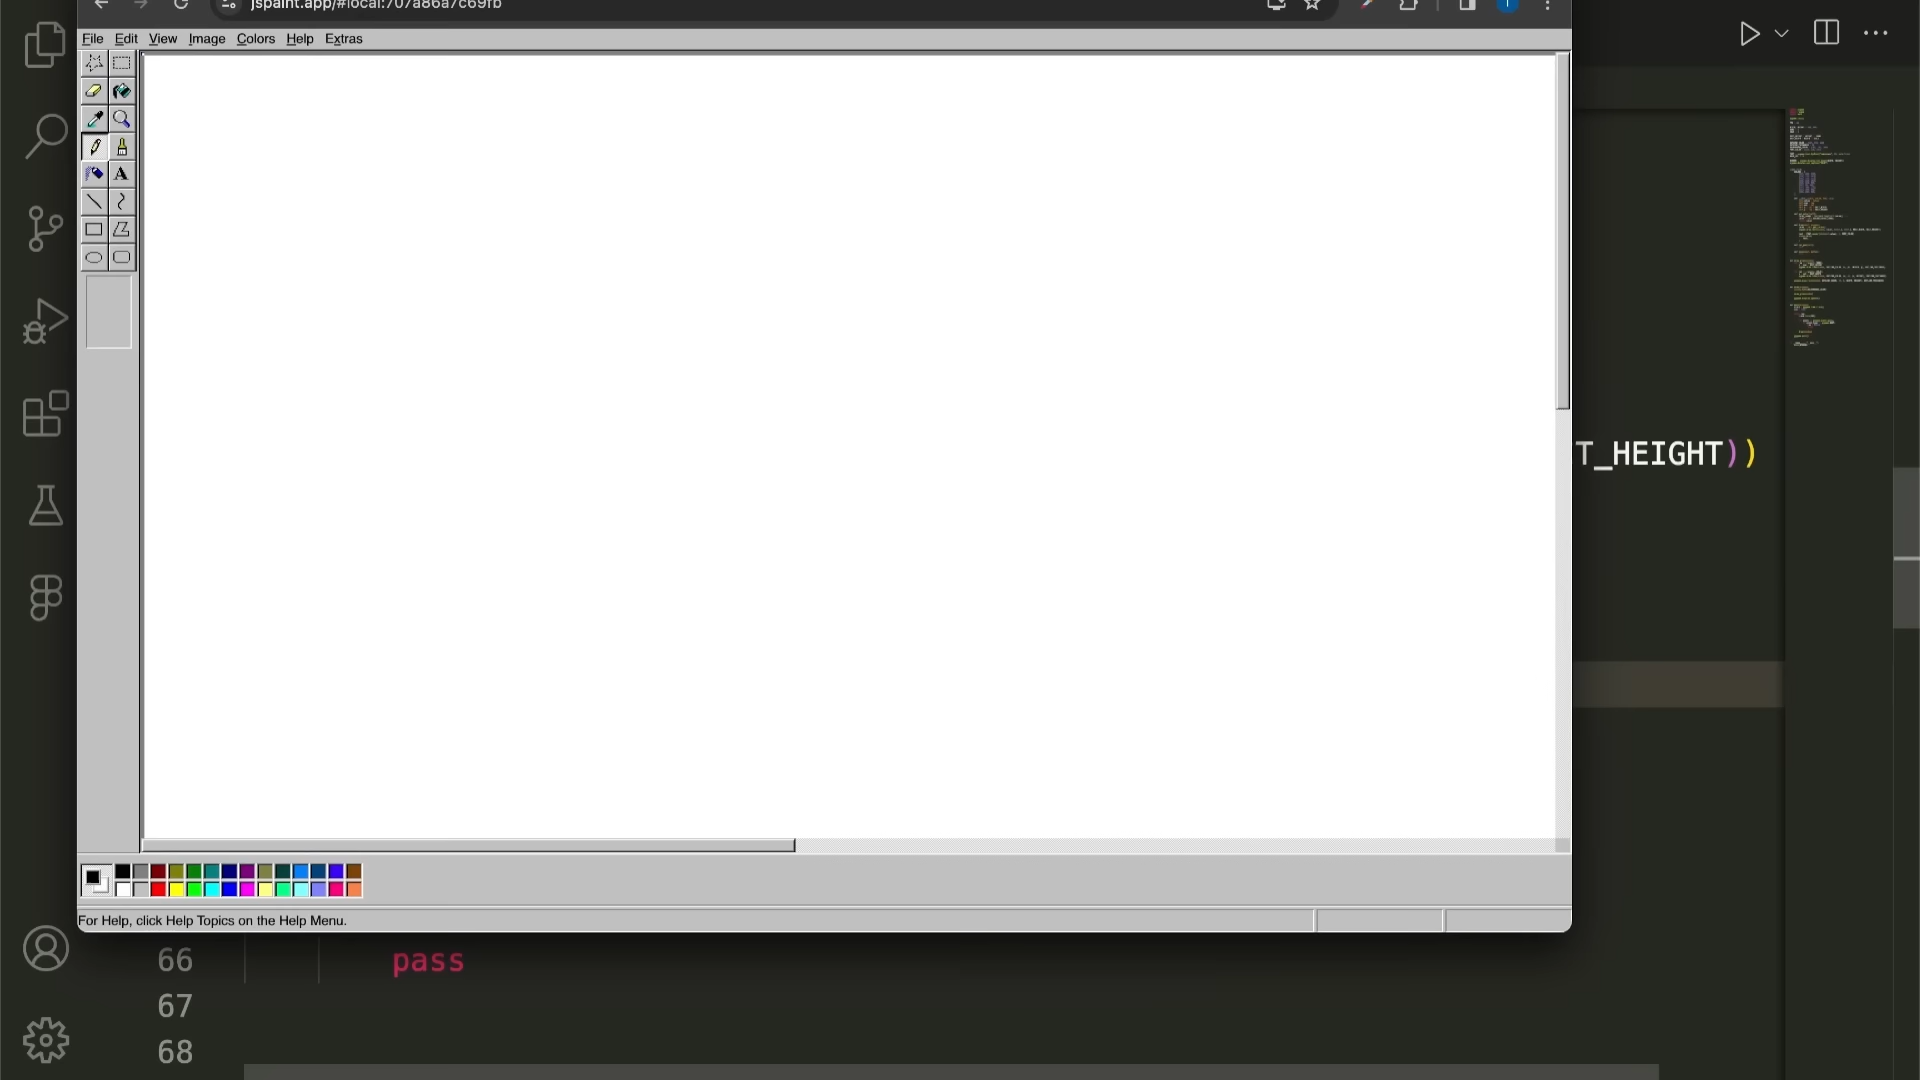 jspaint.app/#local:707a86a7c69fb
File Edit View Image Colors Help Extras
A
T_HEIGHT))
For Help, click Help Topics on the Help Menu.
66 pass
67
68